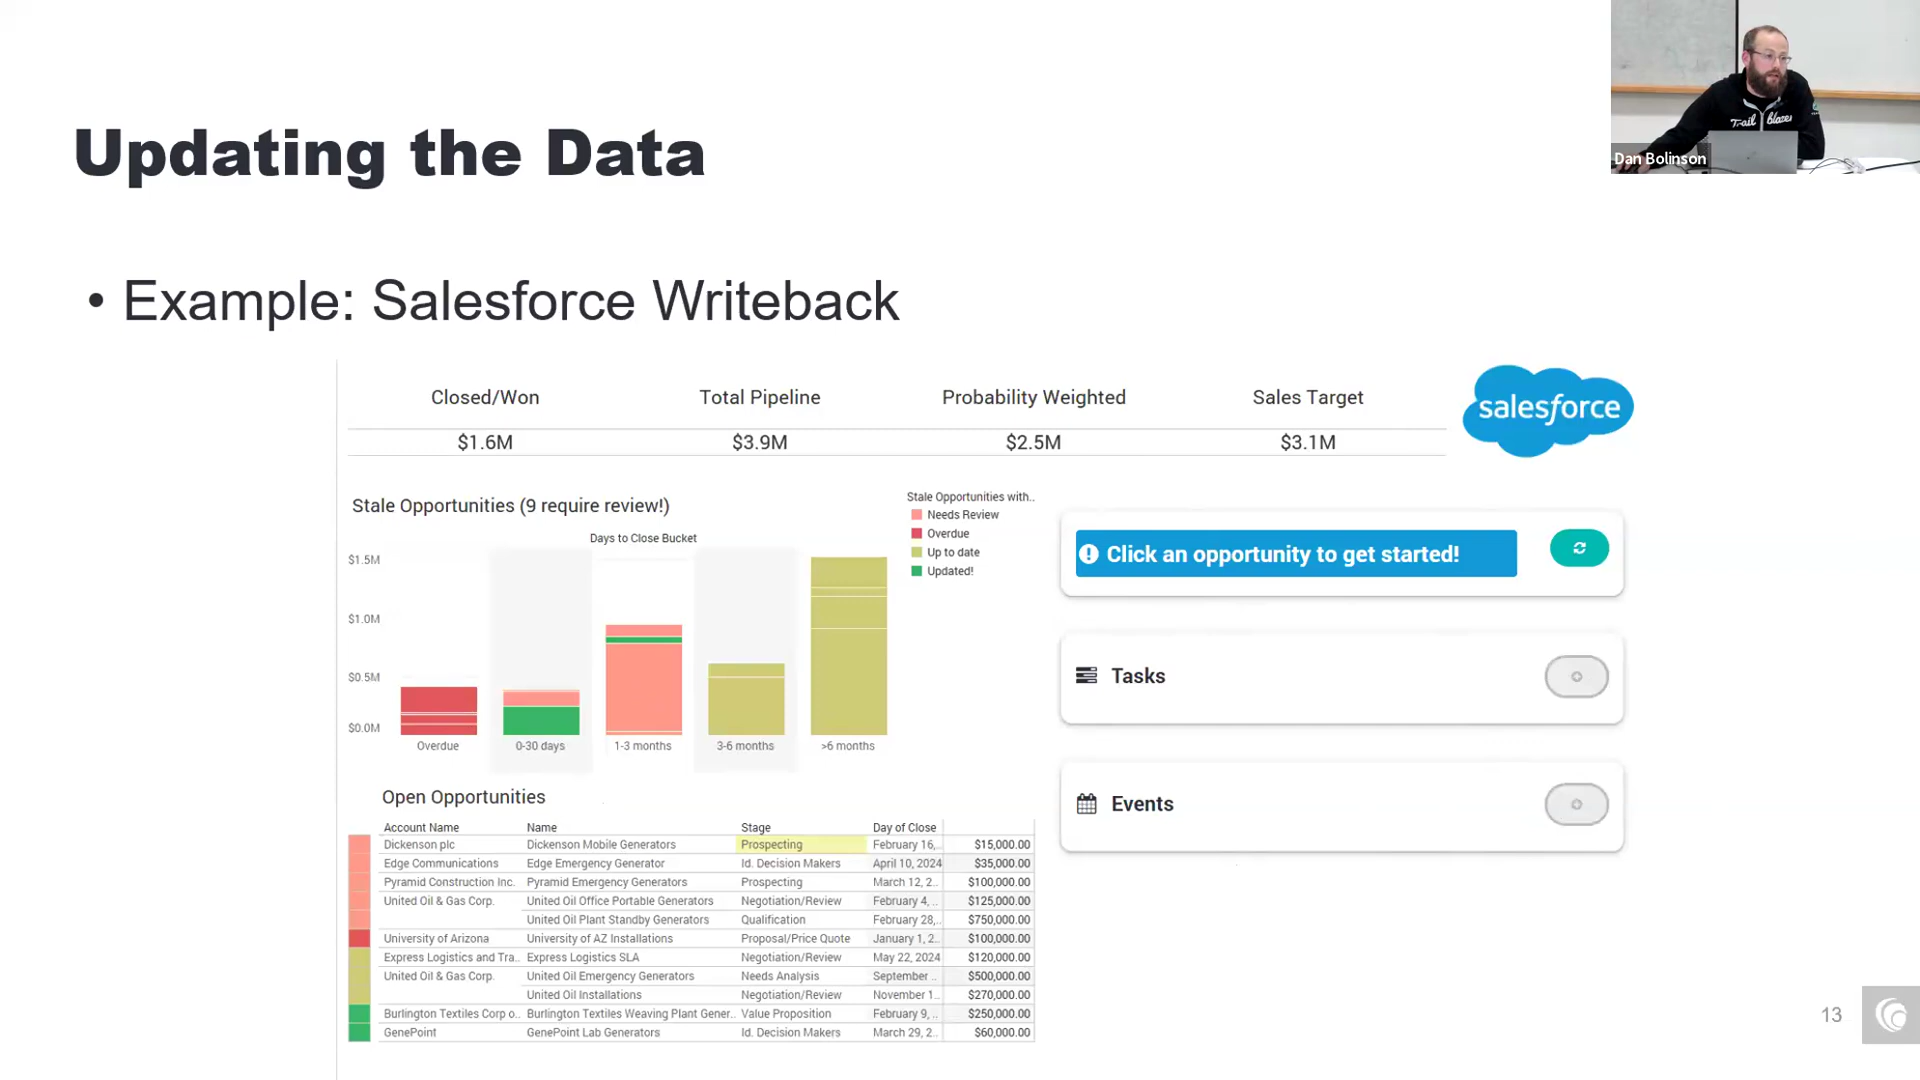 Updating the Data
Trail blazer
Dan Bolinson
• Example: Salesforce Writeback
Closed/Won Total Pipeline Probability Weighted Sales Target
$1.6M $3.9M $2.5M $3.1M
salesforce
Stale Opportunities (9 require review!)
Stale Opportunities with..
Needs Review
Overdue
Up to date
Updated!
Days to Close Bucket
$1.5M
$1.0M
$0.5M
$0.0M
Overdue 0-30 days 1-3 months 3-6 months >6 months
Click an opportunity to get started!
Tasks
Events
Open Opportunities
Account Name Name Stage Day of Close
Dickenson plc Dickenson Mobile Generators Prospecting February 16,.. $15,000.00
Edge Communications Edge Emergency Generator Id. Decision Makers April 10, 2024 $35,000.00
Pyramid Construction Inc. Pyramid Emergency Generators Prospecting March 12, 2.. $100,000.00
United Oil & Gas Corp. United Oil Office Portable Generators Negotiation/Review February 4, .. $125,000.00
United Oil Plant Standby Generators Qualification February 28,.. $750,000.00
University of Arizona University of AZ Installations Proposal/Price Quote January 1, 2.. $100,000.00
Express Logistics and Tra.. Express Logistics SLA Negotiation/Review May 22, 2024 $120,000.00
United Oil & Gas Corp. United Oil Emergency Generators Needs Analysis September .. $500,000.00
United Oil Installations Negotiation/Review November 1.. $270,000.00
Burlington Textiles Corp o.. Burlington Textiles Weaving Plant Gener.. Value Proposition February 9, .. $250,000.00
GenePoint GenePoint Lab Generators Id. Decision Makers March 29, 2.. $60,000.00
13